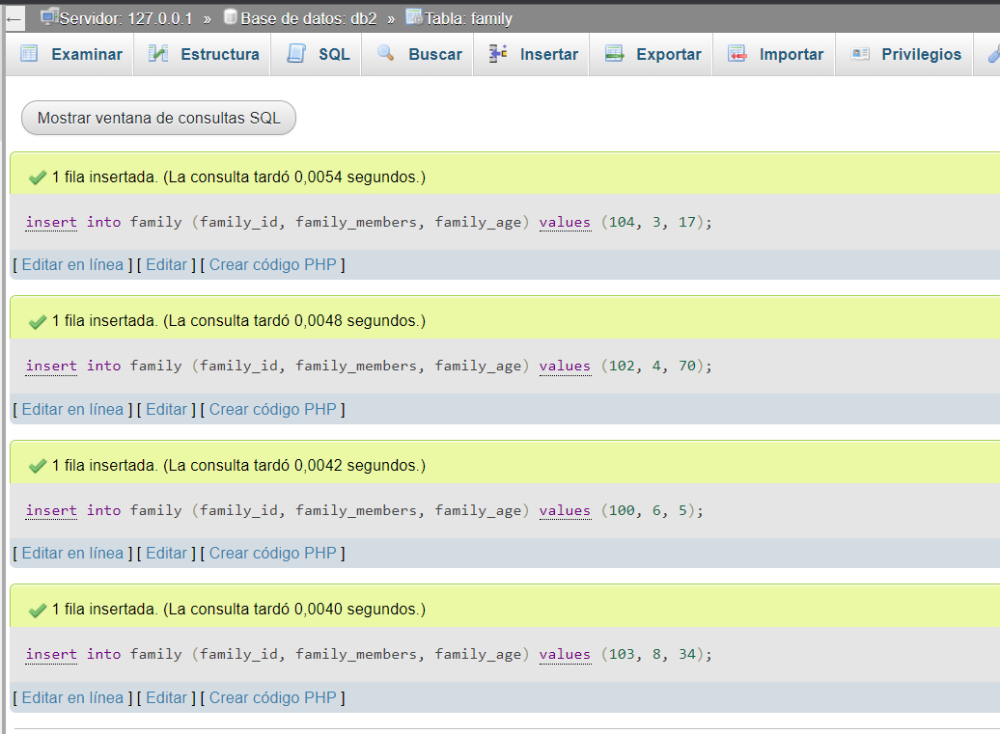 ← Servidor: 127.0.0.1 » Base de datos: db2 » Tabla: family
Examinar Estructura SQL Buscar Insertar Exportar Importar Privilegios
Mostrar ventana de consultas SQL
1 fila insertada. (La consulta tardó 0,0054 segundos.)
insert into family (family_id, family_members, family_age) values (104, 3, 17);
[ Editar en línea ] [ Editar ] [ Crear código PHP ]
1 fila insertada. (La consulta tardó 0,0048 segundos.)
insert into family (family_id, family_members, family_age) values (102, 4, 70);
[ Editar en línea ] [ Editar ] [ Crear código PHP ]
1 fila insertada. (La consulta tardó 0,0042 segundos.)
insert into family (family_id, family_members, family_age) values (100, 6, 5);
[ Editar en línea ] [ Editar ] [ Crear código PHP ]
1 fila insertada. (La consulta tardó 0,0040 segundos.)
insert into family (family_id, family_members, family_age) values (103, 8, 34);
[ Editar en línea ] [ Editar ] [ Crear código PHP ]